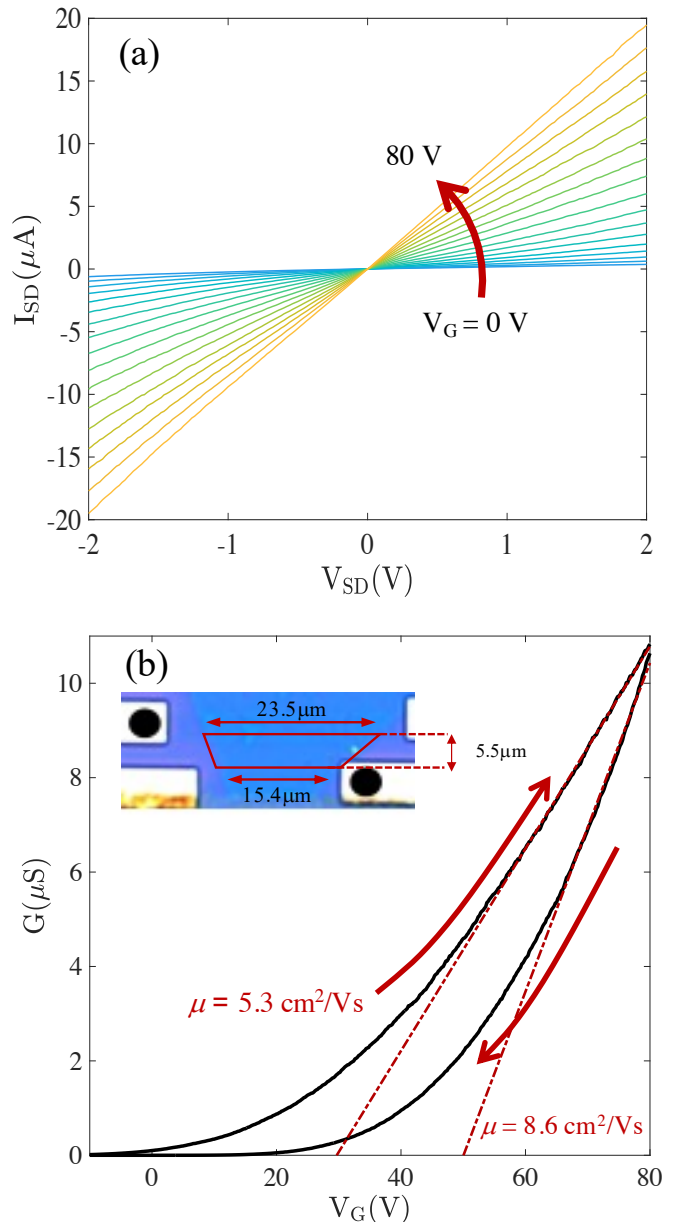 (a)
20
15
10
5
0
-5
-10
-15
-20
I_SD(μA)
80 V
V_G = 0 V
-2 -1 0 1 2
V_SD(V)
(b)
10
8
6
4
2
0
G(μS)
23.5μm
5.5μm
15.4μm
μ = 5.3 cm²/Vs
μ = 8.6 cm²/Vs
0 20 40 60 80
V_G(V)